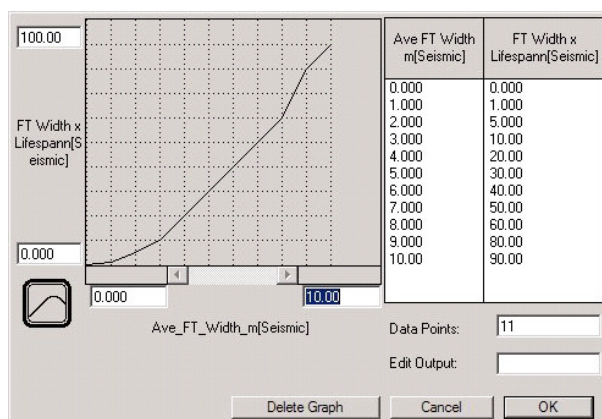 100.00
FT Width x
Lifespann[S
eismic]
0.000
0.000
10.00
Ave_FT_Width_m[Seismic]
Ave FT Width
m[Seismic]
FT Width x
Lifespann[Seismic]
0.000 0.000
1.000 1.000
2.000 5.000
3.000 10.00
4.000 20.00
5.000 30.00
6.000 40.00
7.000 50.00
8.000 60.00
9.000 80.00
10.00 90.00
Data Points: 11
Edit Output:
Delete Graph
Cancel
OK